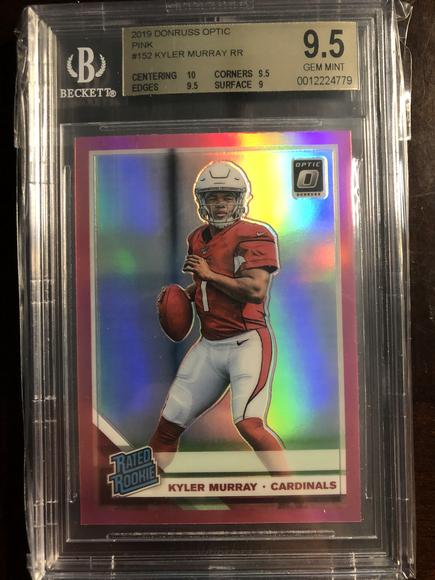 2019 DONRUSS OPTIC
PINK
#152 KYLER MURRAY RR
CENTERING 10 CORNERS 9.5
EDGES 9.5 SURFACE 9
9.5
GEM MINT
0012224779
B
BECKETT®
OPTIC
O
DONRUSS
1
RATED
ROOKIE
KYLER MURRAY · CARDINALS